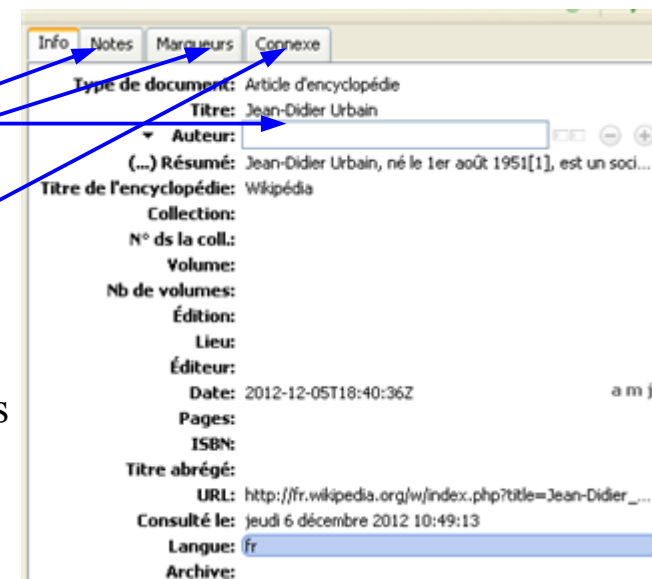 Info Notes Marqueurs Connexe
Type de document: Article d'encyclopédie
Titre: Jean-Didier Urbain
Auteur:
(...) Résumé: Jean-Didier Urbain, né le 1er août 1951[1], est un soci...
Titre de l'encyclopédie: Wikipédia
Collection:
N° ds la coll.:
Volume:
Nb de volumes:
Édition:
Lieu:
Éditeur:
s
Date: 2012-12-05T18:40:36Z a m j
Pages:
ISBN:
Titre abrégé:
URL: http://fr.wikipedia.org/w/index.php?title=Jean-Didier_...
Consulté le: jeudi 6 décembre 2012 10:49:13
Langue: fr
Archive: